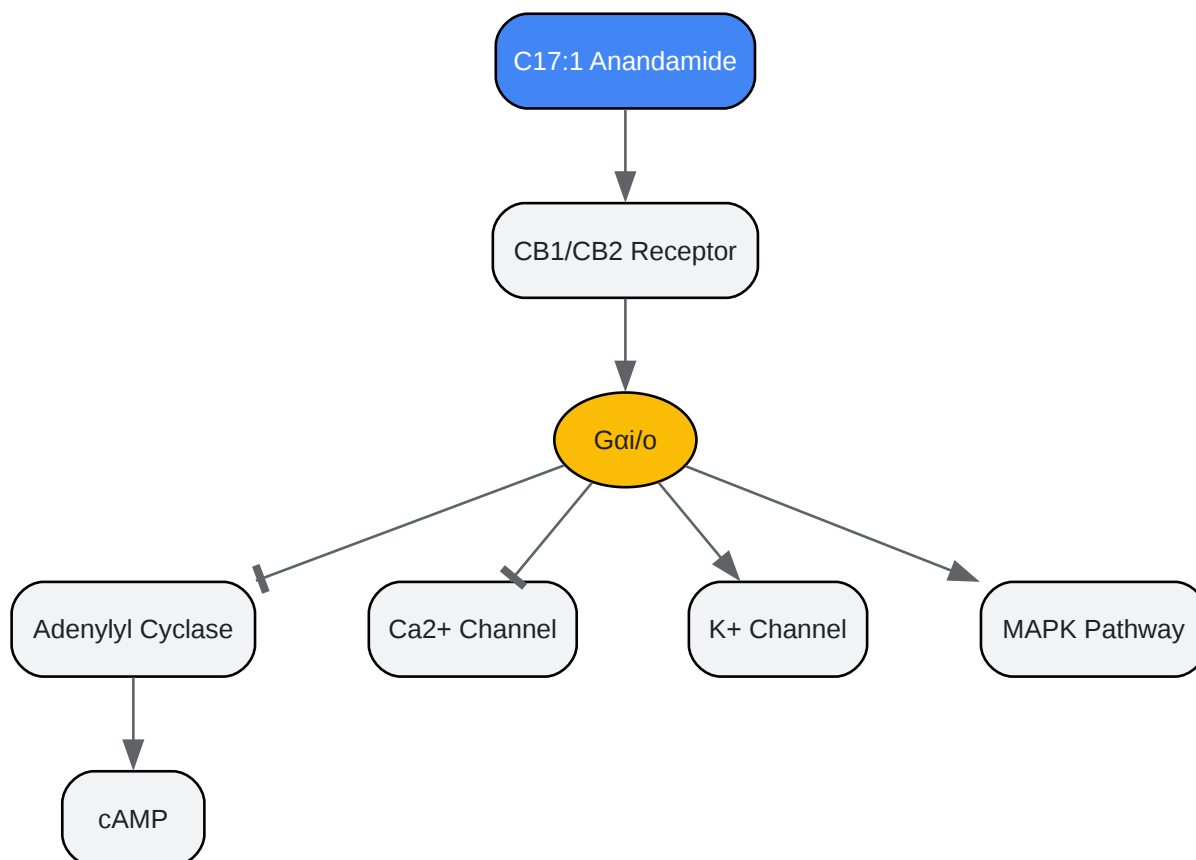 C17:1 Anandamide
CB1/CB2 Receptor
Gαi/o
Adenylyl Cyclase
Ca2+ Channel
K+ Channel
MAPK Pathway
cAMP